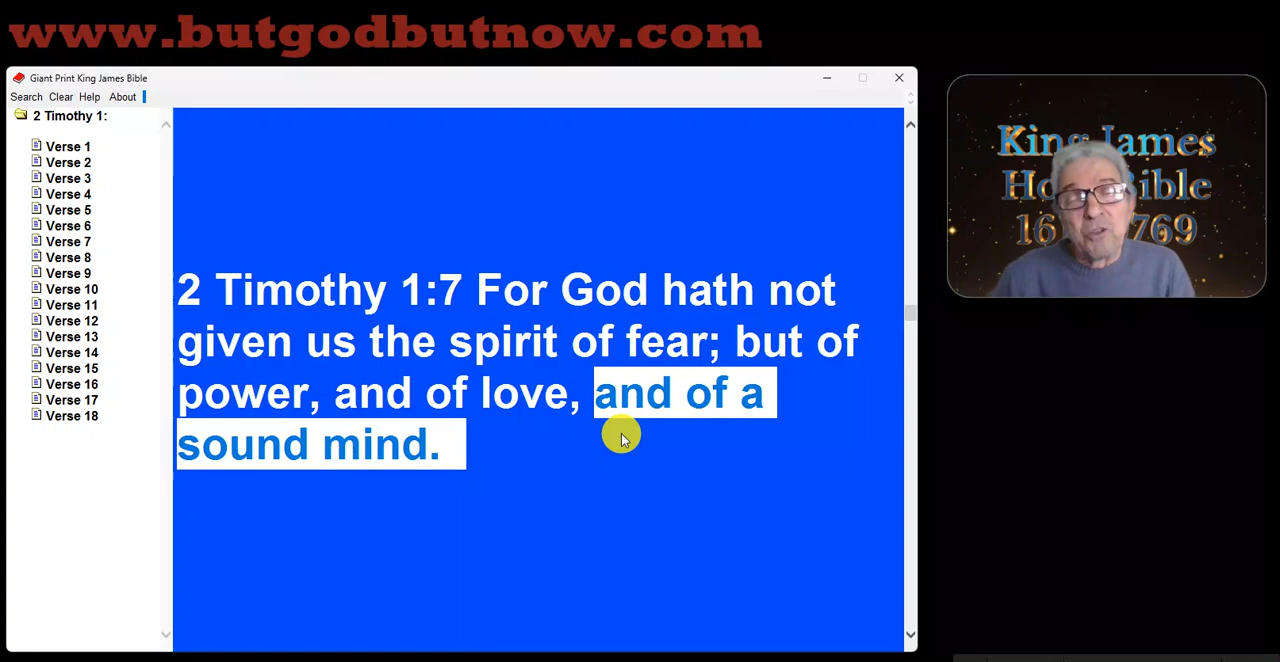 www.butgodbutnow.com
Giant Print King James Bible
Search Clear Help About
2 Timothy 1:
Verse 1
Verse 2
Verse 3
Verse 4
Verse 5
Verse 6
Verse 7
Verse 8
Verse 9
Verse 10
Verse 11
Verse 12
Verse 13
Verse 14
Verse 15
Verse 16
Verse 17
Verse 18
2 Timothy 1:7 For God hath not
given us the spirit of fear; but of
power, and of love, and of a
sound mind.
King James